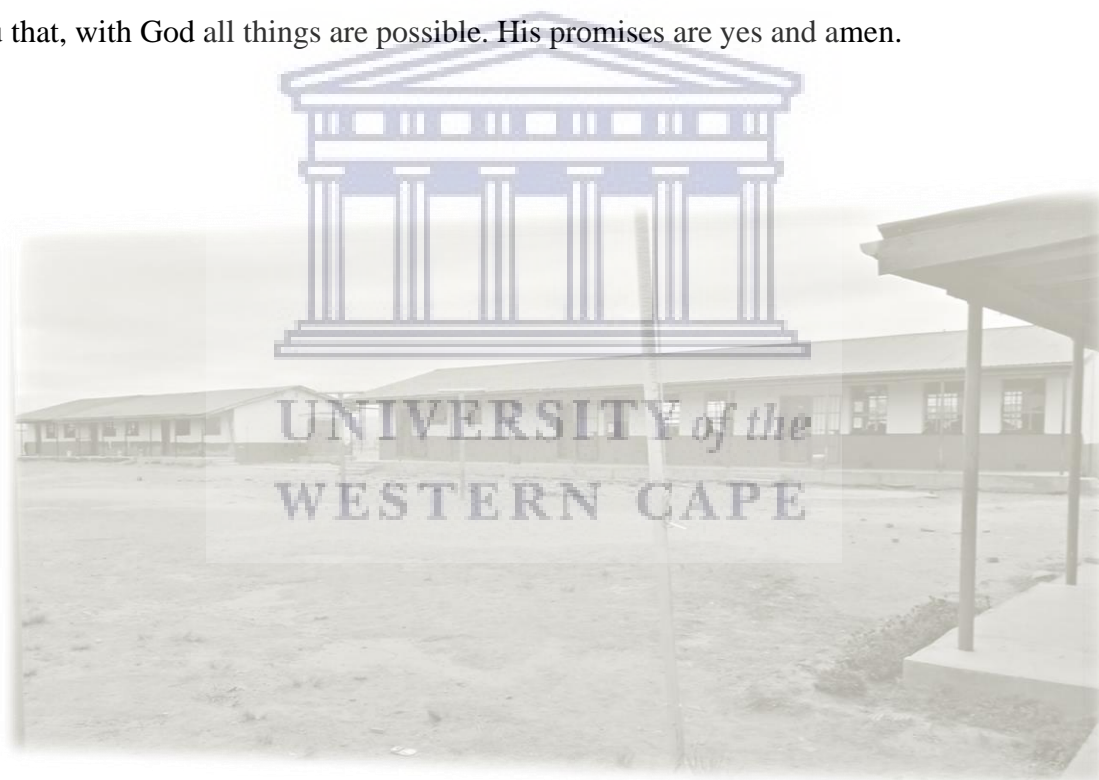 that, with God all things are possible. His promises are yes and amen.
UNIVERSITY of the
WESTERN CAPE